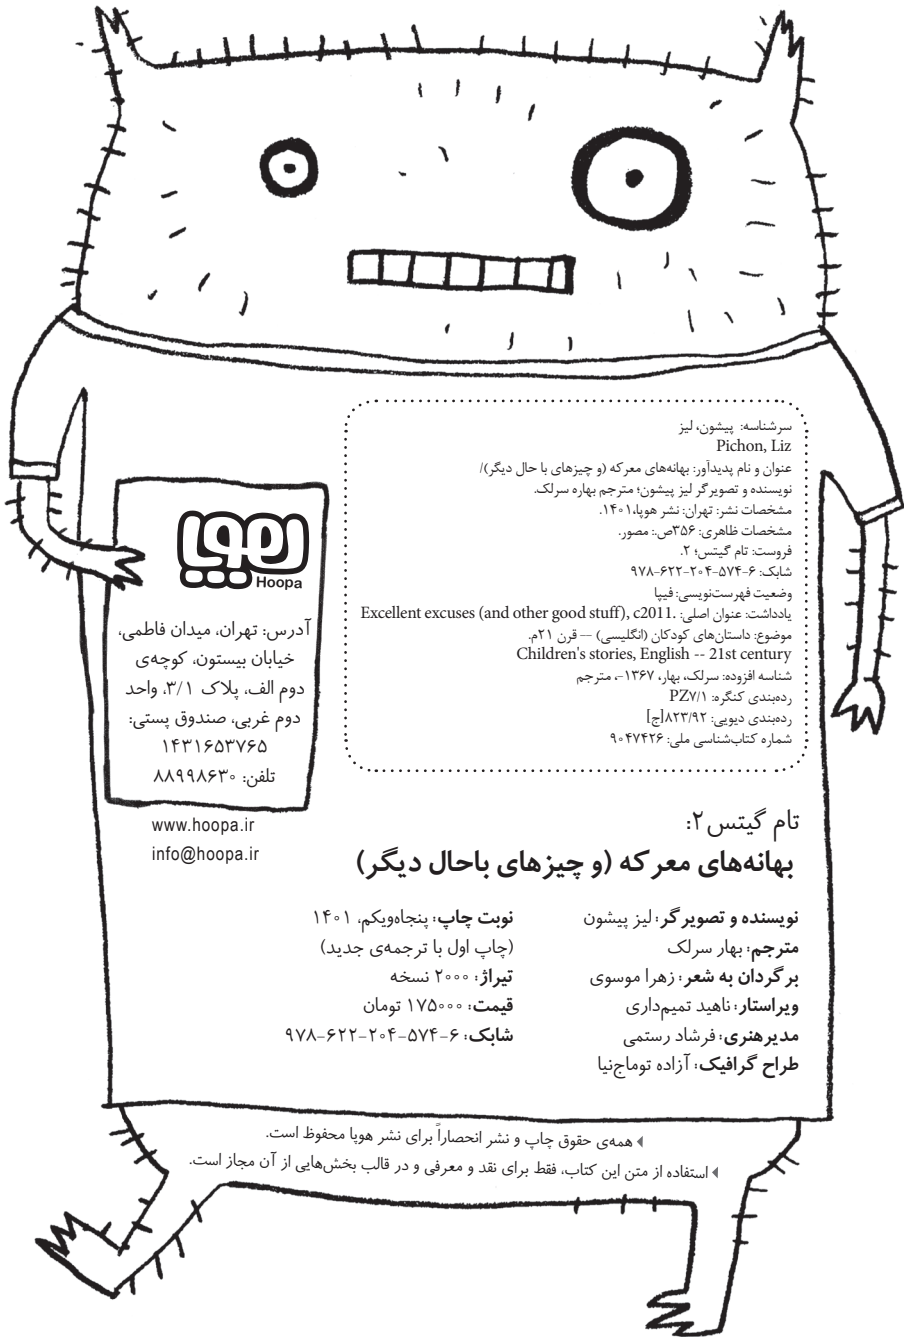 سرشناسه: پیشون، لیز
Pichon, Liz
عنوان و نام پدیدآور: بهانه‌های معرکه (و چیزهای با حال دیگر)/
نویسنده و تصویرگر لیز پیشون؛ مترجم بهاره سرلک.
مشخصات نشر: تهران: نشر هوپا،۱۴۰۱.
مشخصات ظاهری: ۳۵۶ص.: مصور.
فروست: تام گیتس؛ ۲.
شابک: ۶-۵۷۴-۲۰۴-۶۲۲-۹۷۸
وضعیت فهرست‌نویسی: فیپا
یادداشت: عنوان اصلی: Excellent excuses (and other good stuff), c2011.
موضوع: داستان‌های کودکان (انگلیسی) — قرن ۲۱م.
Children's stories, English -- 21st century
شناسه افزوده: سرلک، بهار، ۱۳۶۷-، مترجم
رده‌بندی کنگره: PZ۷/۱
رده‌بندی دیویی: ۸۲۳/۹۲[ج]
شماره کتاب‌شناسی ملی: ۹۰۴۷۴۲۶
هوپا
Hoopa
آدرس: تهران، میدان فاطمی،
خیابان بیستون، کوچه‌ی
دوم الف، پلاک ۳/۱، واحد
دوم غربی، صندوق پستی:
۱۴۳۱۶۵۳۷۶۵
تلفن: ۸۸۹۹۸۶۳۰
www.hoopa.ir
info@hoopa.ir
تام گیتس۲:
بهانه‌های معرکه (و چیزهای باحال دیگر)
نویسنده و تصویرگر: لیز پیشون
مترجم: بهار سرلک
برگردان به شعر: زهرا موسوی
ویراستار: ناهید تمیم‌داری
مدیرهنری: فرشاد رستمی
طراح گرافیک: آزاده توماج‌نیا
نوبت چاپ: پنجاه‌ویکم، ۱۴۰۱
(چاپ اول با ترجمه‌ی جدید)
تیراژ: ۲۰۰۰ نسخه
قیمت: ۱۷۵۰۰۰ تومان
شابک: ۶-۵۷۴-۲۰۴-۶۲۲-۹۷۸
همه‌ی حقوق چاپ و نشر انحصاراً برای نشر هوپا محفوظ است.
استفاده از متن این کتاب، فقط برای نقد و معرفی و در قالب بخش‌هایی از آن مجاز است.